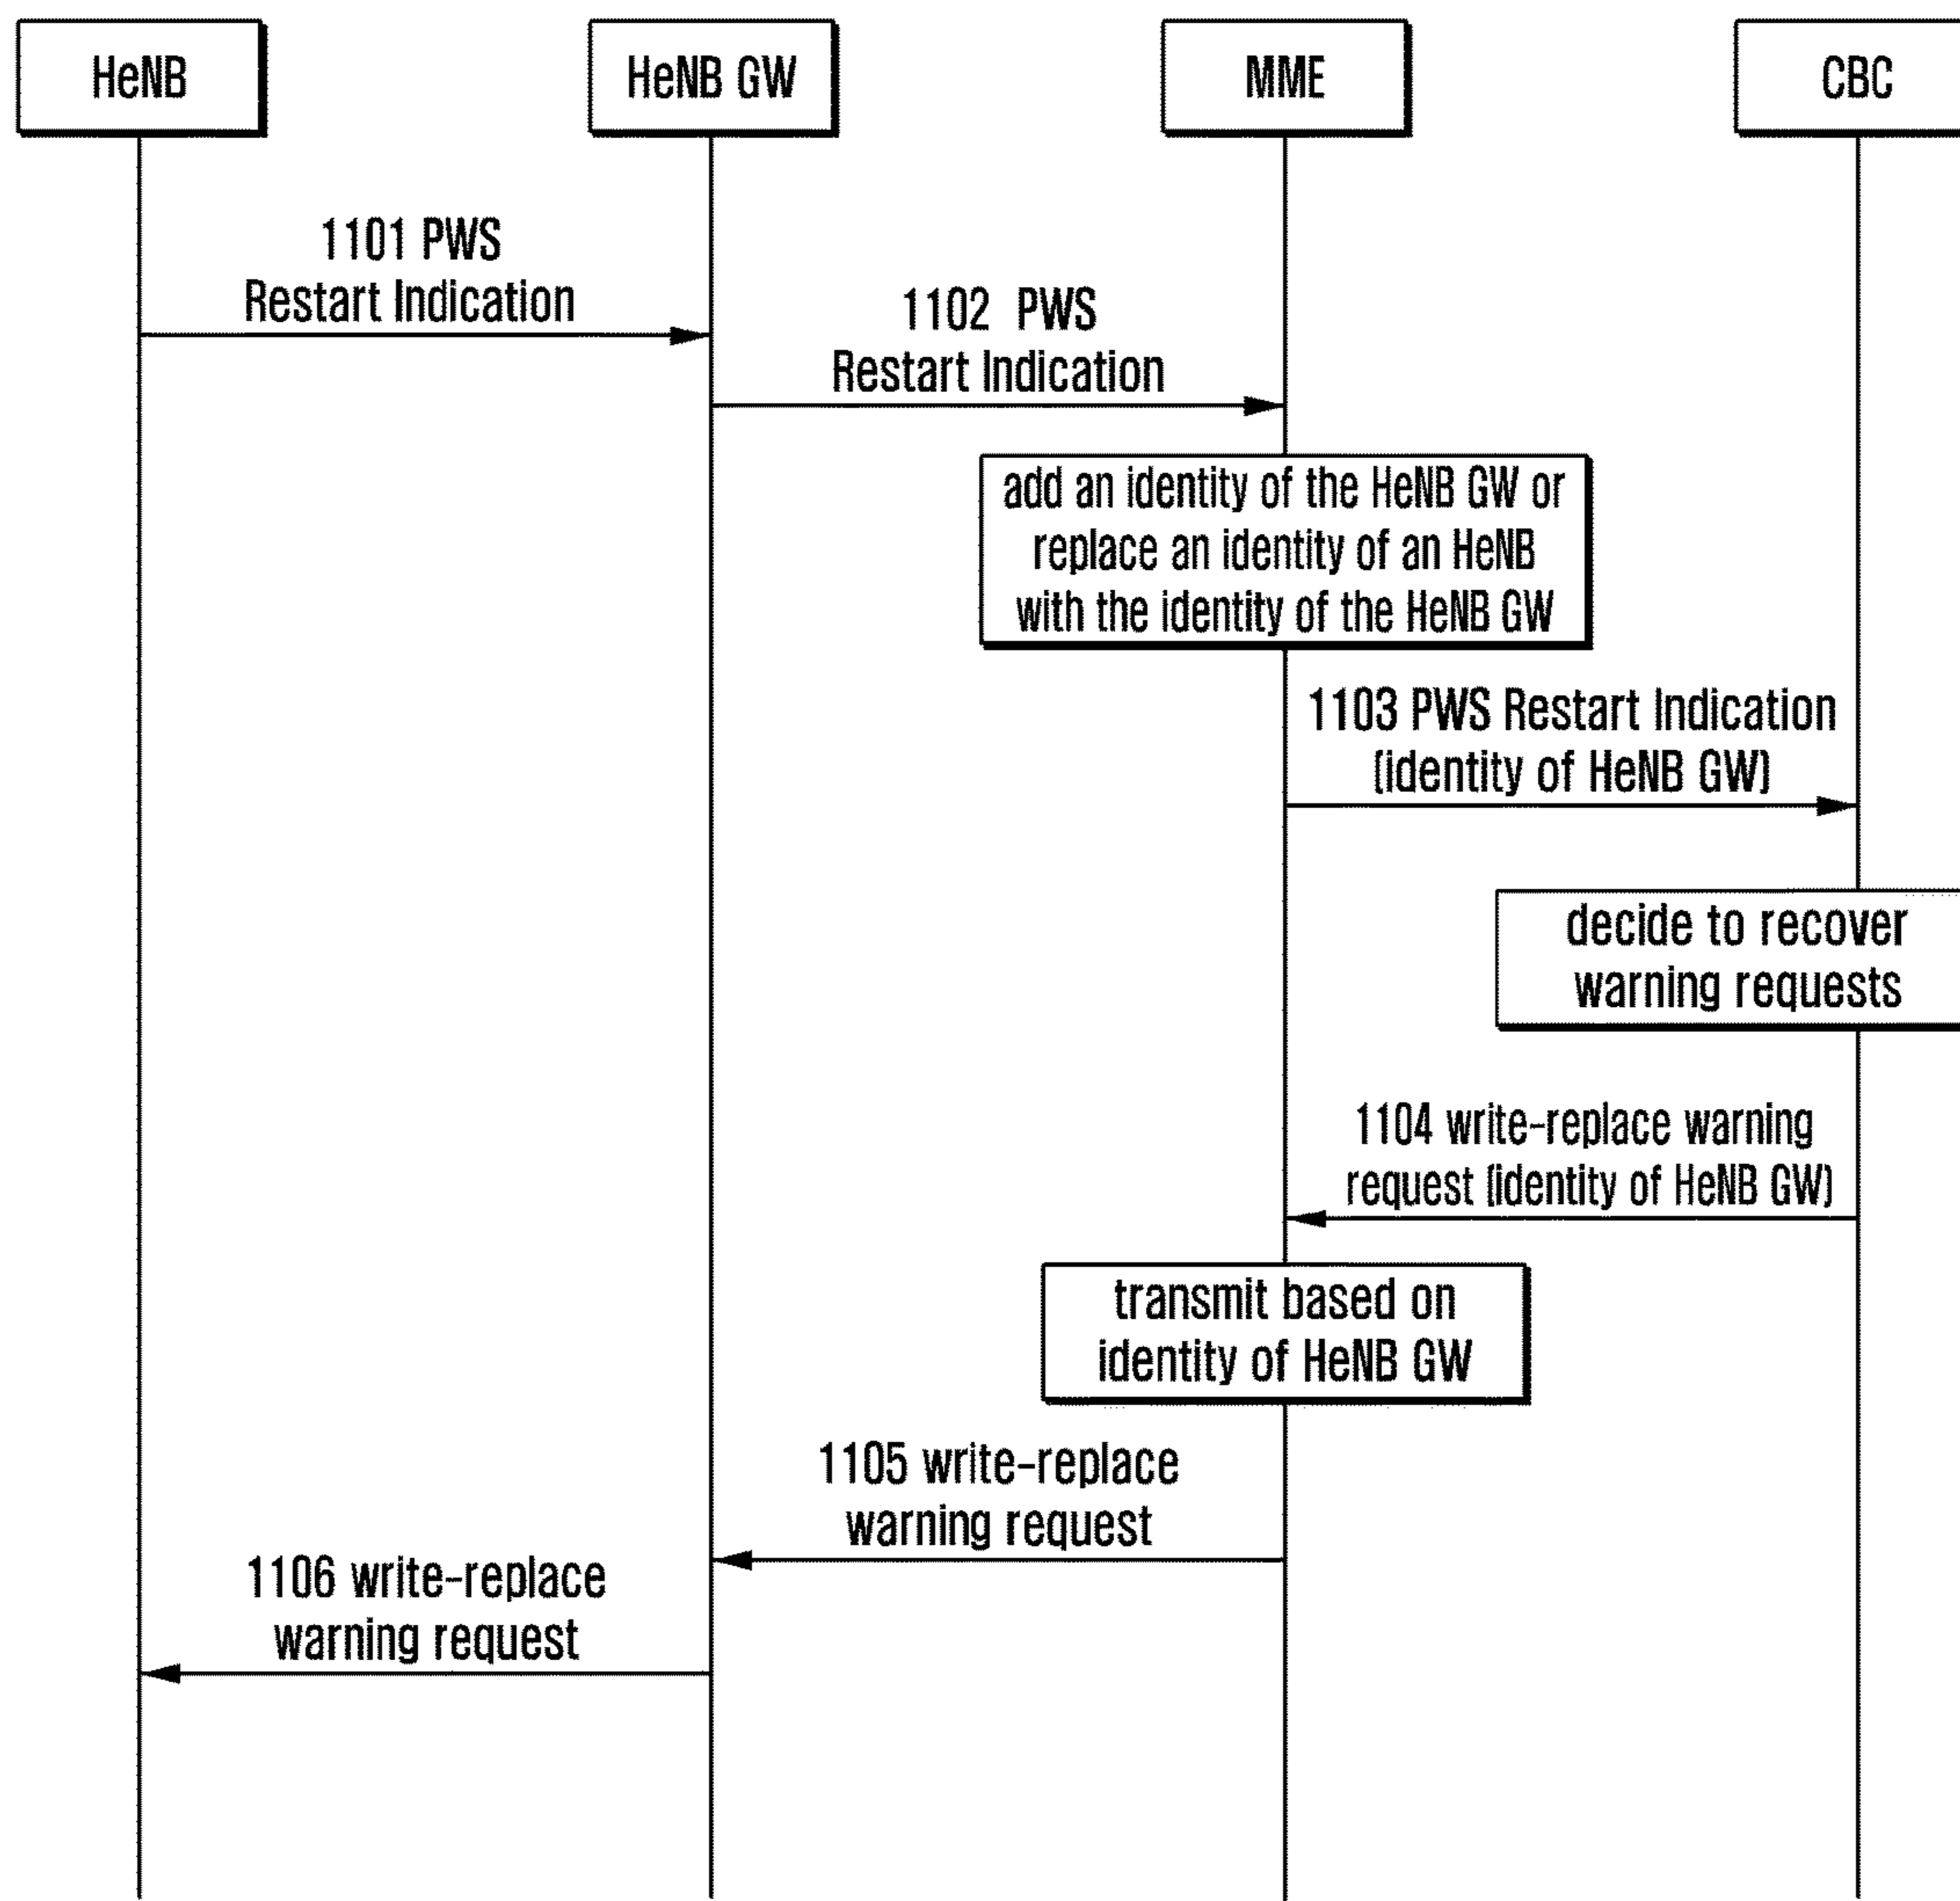 HeNB
HeNB GW
MME
CBC
1101 PWS
Restart Indication
1102 PWS
Restart Indication
add an identity of the HeNB GW or
replace an identity of an HeNB
with the identity of the HeNB GW
1103 PWS Restart Indication
(identity of HeNB GW)
decide to recover
warning requests
1104 write-replace warning
request (identity of HeNB GW)
transmit based on
identity of HeNB GW
1105 write-replace
warning request
1106 write-replace
warning request